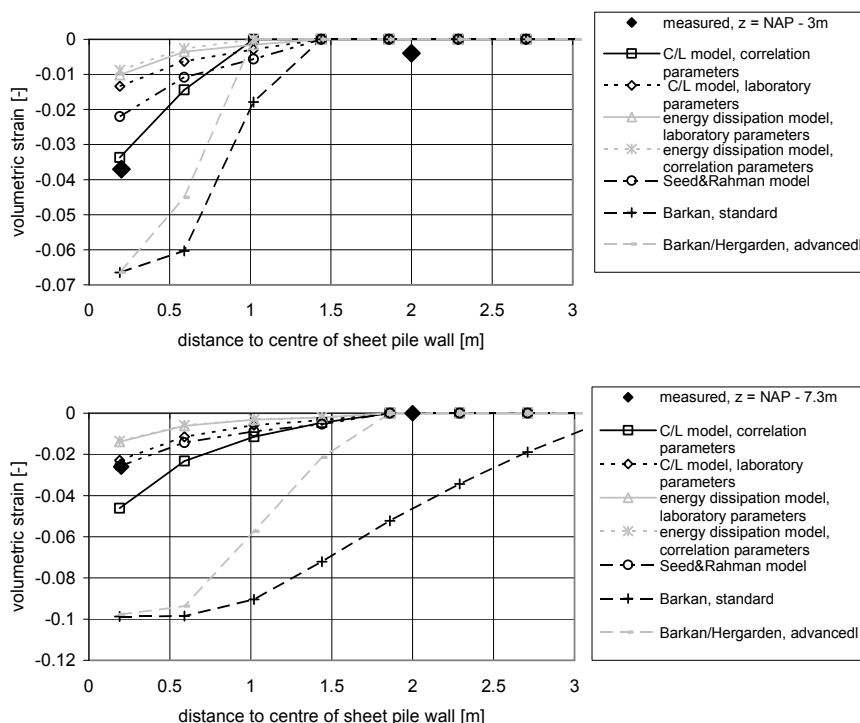 0
-0.01
-0.02
-0.03
-0.04
-0.05
-0.06
-0.07
volumetric strain [-]
0 0.5 1 1.5 2 2.5 3
distance to centre of sheet pile wall [m]
measured, z = NAP - 3m
C/L model, correlation
parameters
C/L model, laboratory
parameters
energy dissipation model,
laboratory parameters
energy dissipation model,
correlation parameters
Seed&Rahman model
Barkan, standard
Barkan/Hergarden, advancedl
0
-0.02
-0.04
-0.06
-0.08
-0.1
-0.12
volumetric strain [-]
0 0.5 1 1.5 2 2.5 3
distance to centre of sheet pile wall [m]
measured, z = NAP - 7.3m
C/L model, correlation
parameters
C/L model, laboratory
parameters
energy dissipation model,
laboratory parameters
energy dissipation model,
correlation parameters
Seed&Rahman model
Barkan, standard
Barkan/Hergarden, advancedl